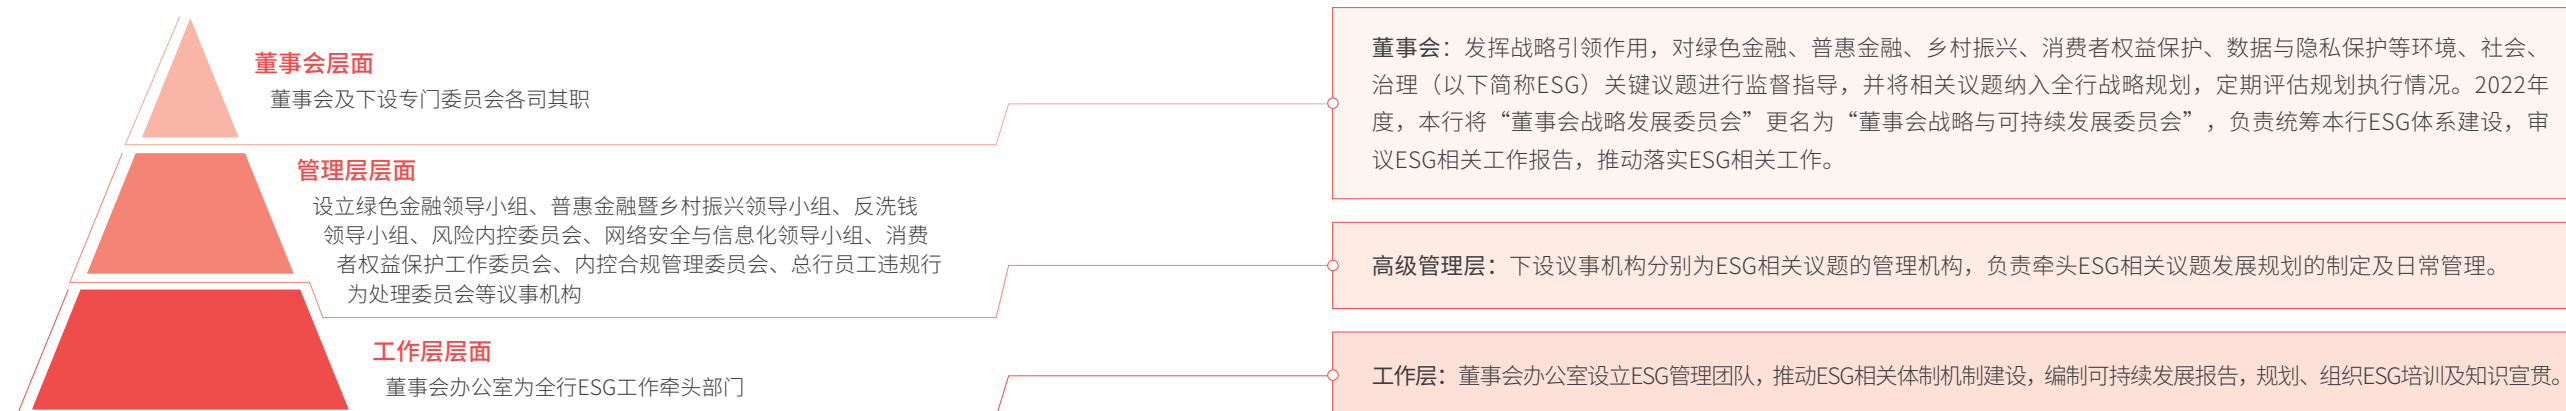 董事会层面
董事会及下设专门委员会各司其职
管理层层面
设立绿色金融领导小组、普惠金融暨乡村振兴领导小组、反洗钱
领导小组、风险内控委员会、网络安全与信息化领导小组、消费
者权益保护工作委员会、内控合规管理委员会、总行员工违规行
为处理委员会等议事机构
工作层层面
董事会办公室为全行ESG工作牵头部门
董事会：发挥战略引领作用，对绿色金融、普惠金融、乡村振兴、消费者权益保护、数据与隐私保护等环境、社会、
治理（以下简称ESG）关键议题进行监督指导，并将相关议题纳入全行战略规划，定期评估规划执行情况。2022年
度，本行将“董事会战略发展委员会”更名为“董事会战略与可持续发展委员会”，负责统筹本行ESG体系建设，审
议ESG相关工作报告，推动落实ESG相关工作。
高级管理层：下设议事机构分别为ESG相关议题的管理机构，负责牵头ESG相关议题发展规划的制定及日常管理。
工作层：董事会办公室设立ESG管理团队，推动ESG相关体制机制建设，编制可持续发展报告，规划、组织ESG培训及知识宣贯。